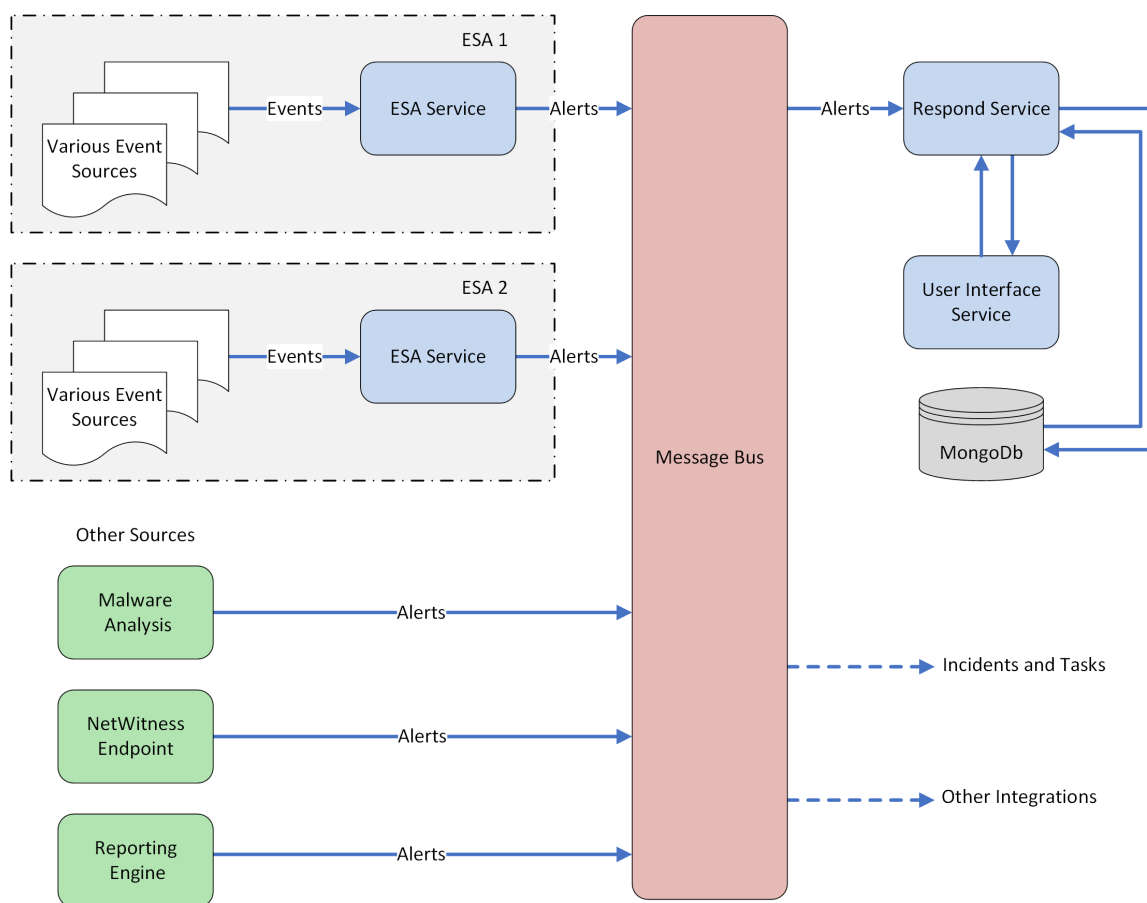 ESA 1
Various Event
Sources
Events
ESA Service
Alerts
ESA 2
Various Event
Sources
Events
ESA Service
Alerts
Other Sources
Malware
Analysis
Alerts
NetWitness
Endpoint
Alerts
Reporting
Engine
Alerts
Message Bus
Alerts
Respond Service
User Interface
Service
MongoDb
Incidents and Tasks
Other Integrations